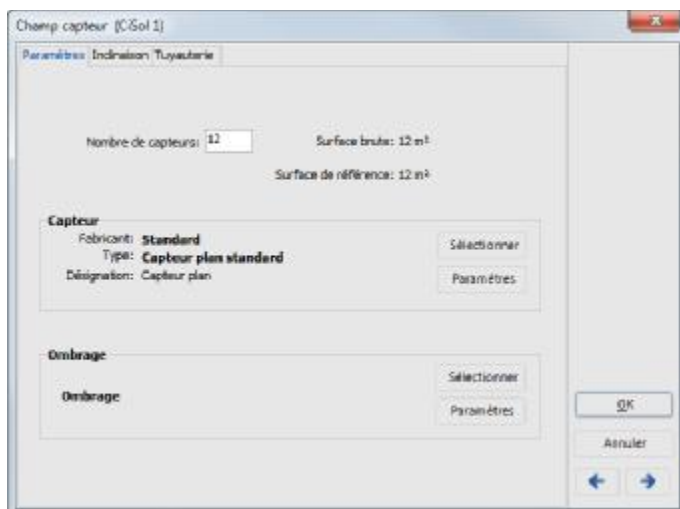 Champ capteur (CiSol 1)
Paramètres Inclinaison Tuyauterie
Nombre de capteurs: 12 Surface brute: 12 m²
Surface de référence: 12 m²
Capteur
Fabricant: Standard
Type: Capteur plan standard
Désignation: Capteur plan
Sélectionner
Paramètres
Ombrage
Ombrage
Sélectionner
Paramètres
OK
Annuler